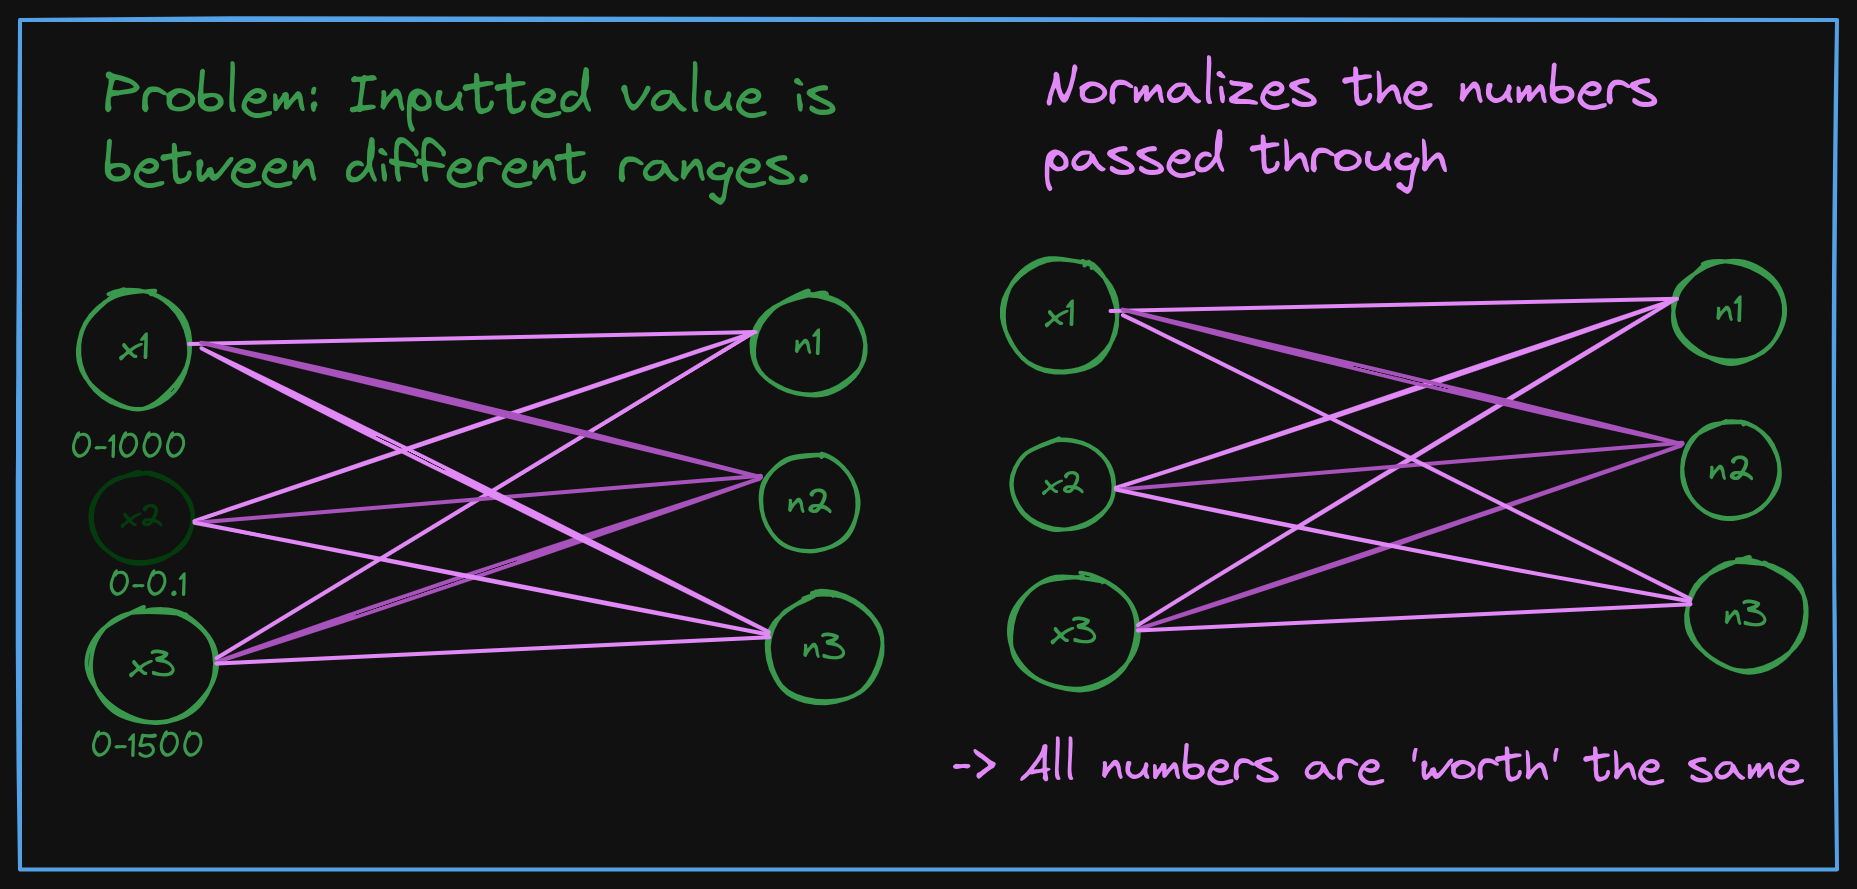 Problem: Inputted value is
between different ranges.
x1
0-1000
x2
0-0.1
x3
0-1500
n1
n2
n3
Normalizes the numbers
passed through
x1
x2
x3
n1
n2
n3
-> All numbers are 'worth' the same